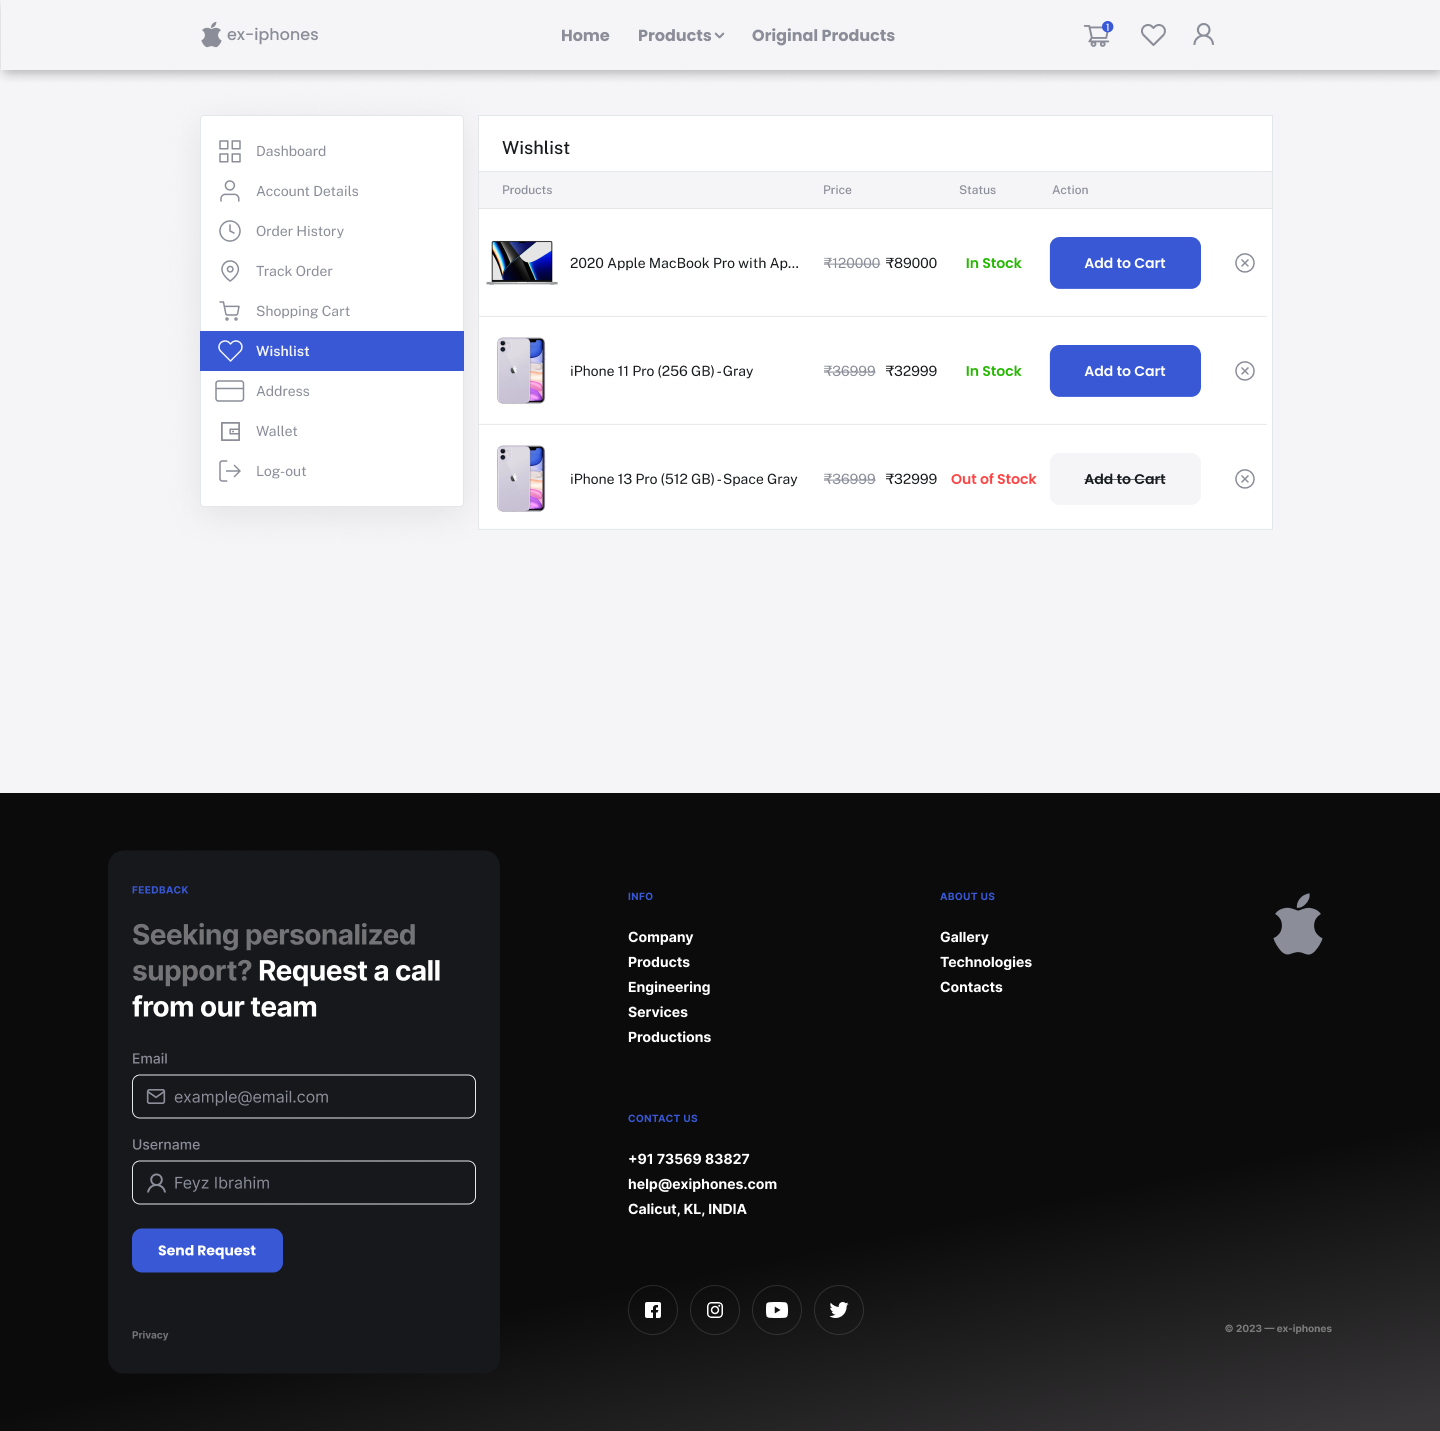 ex-iphones
Home
Products
Original Products
1
Dashboard
Account Details
Order History
Track Order
Shopping Cart
Wishlist
Address
Wallet
Log-out
Wishlist
Products
Price
Status
Action
2020 Apple MacBook Pro with Ap...
₹120000 ₹89000
In Stock
Add to Cart
iPhone 11 Pro (256 GB) - Gray
₹36999 ₹32999
In Stock
Add to Cart
iPhone 13 Pro (512 GB) - Space Gray
₹36999 ₹32999
Out of Stock
Add to Cart
FEEDBACK
Seeking personalized
support? Request a call
from our team
Email
example@email.com
Username
Feyz Ibrahim
Send Request
Privacy
INFO
Company
Products
Engineering
Services
Productions
ABOUT US
Gallery
Technologies
Contacts
CONTACT US
+91 73569 83827
help@exiphones.com
Calicut, KL, INDIA
© 2023 — ex-iphones